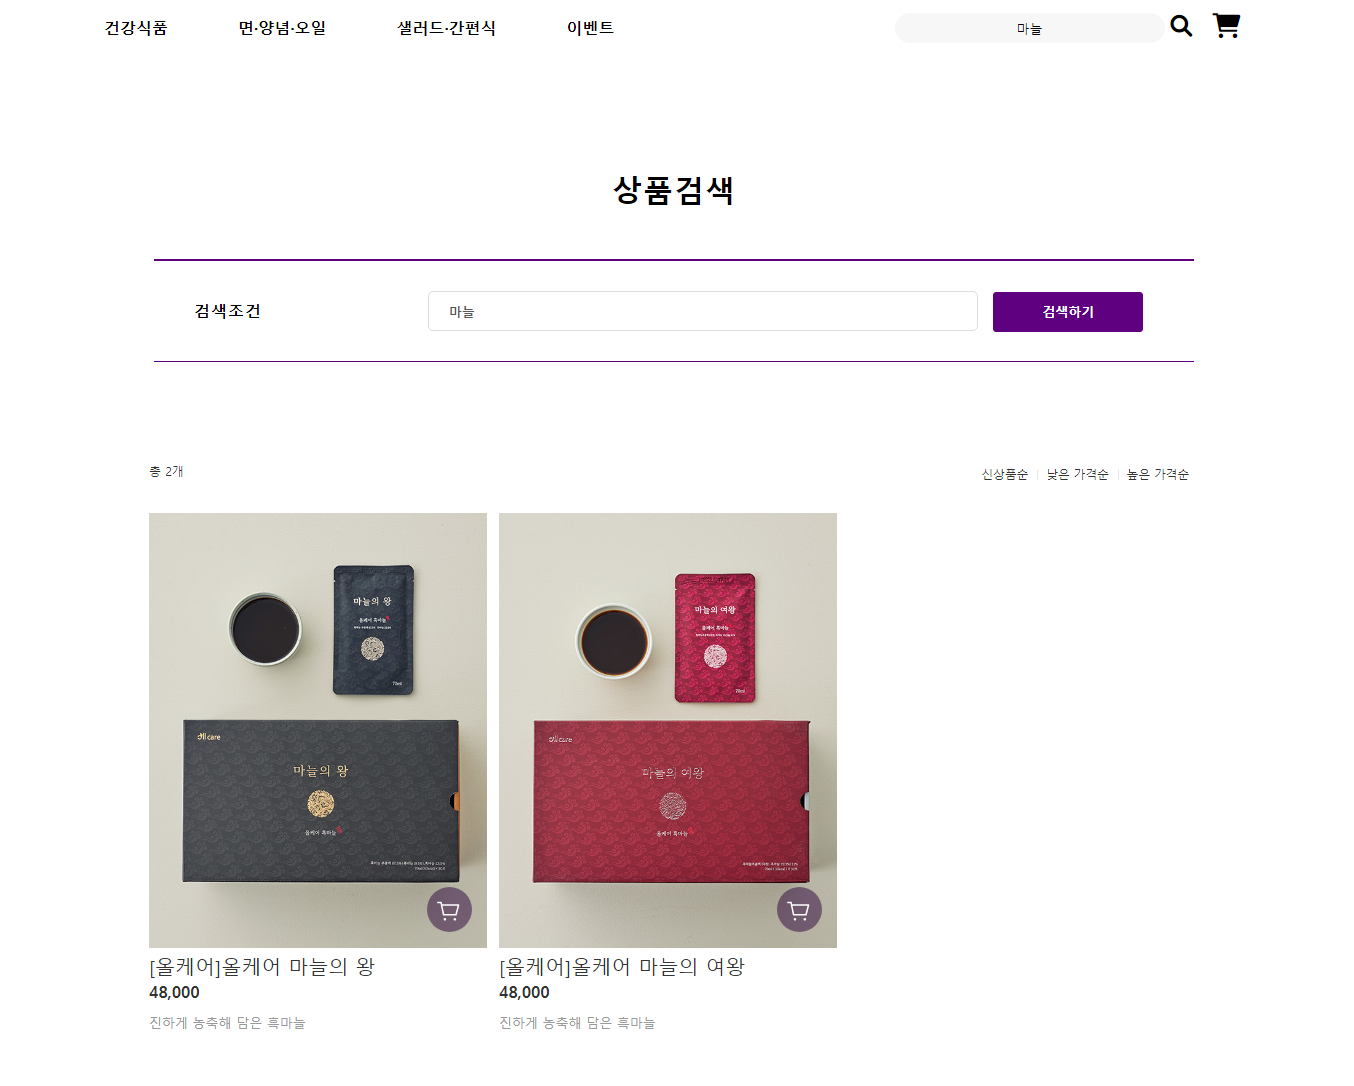 건강식품 면·양념·오일 샐러드·간편식 이벤트 마늘
상품검색
검색조건 마늘 검색하기
총 2개 신상품순 낮은 가격순 높은 가격순
마늘의 왕
올케어 흑마늘
70ml
all care
마늘의 왕
올케어 흑마늘
마늘의 여왕
올케어 흑마늘
70ml
all care
마늘의 여왕
올케어 흑마늘
[올케어]올케어 마늘의 왕
48,000
진하게 농축해 담은 흑마늘
[올케어]올케어 마늘의 여왕
48,000
진하게 농축해 담은 흑마늘